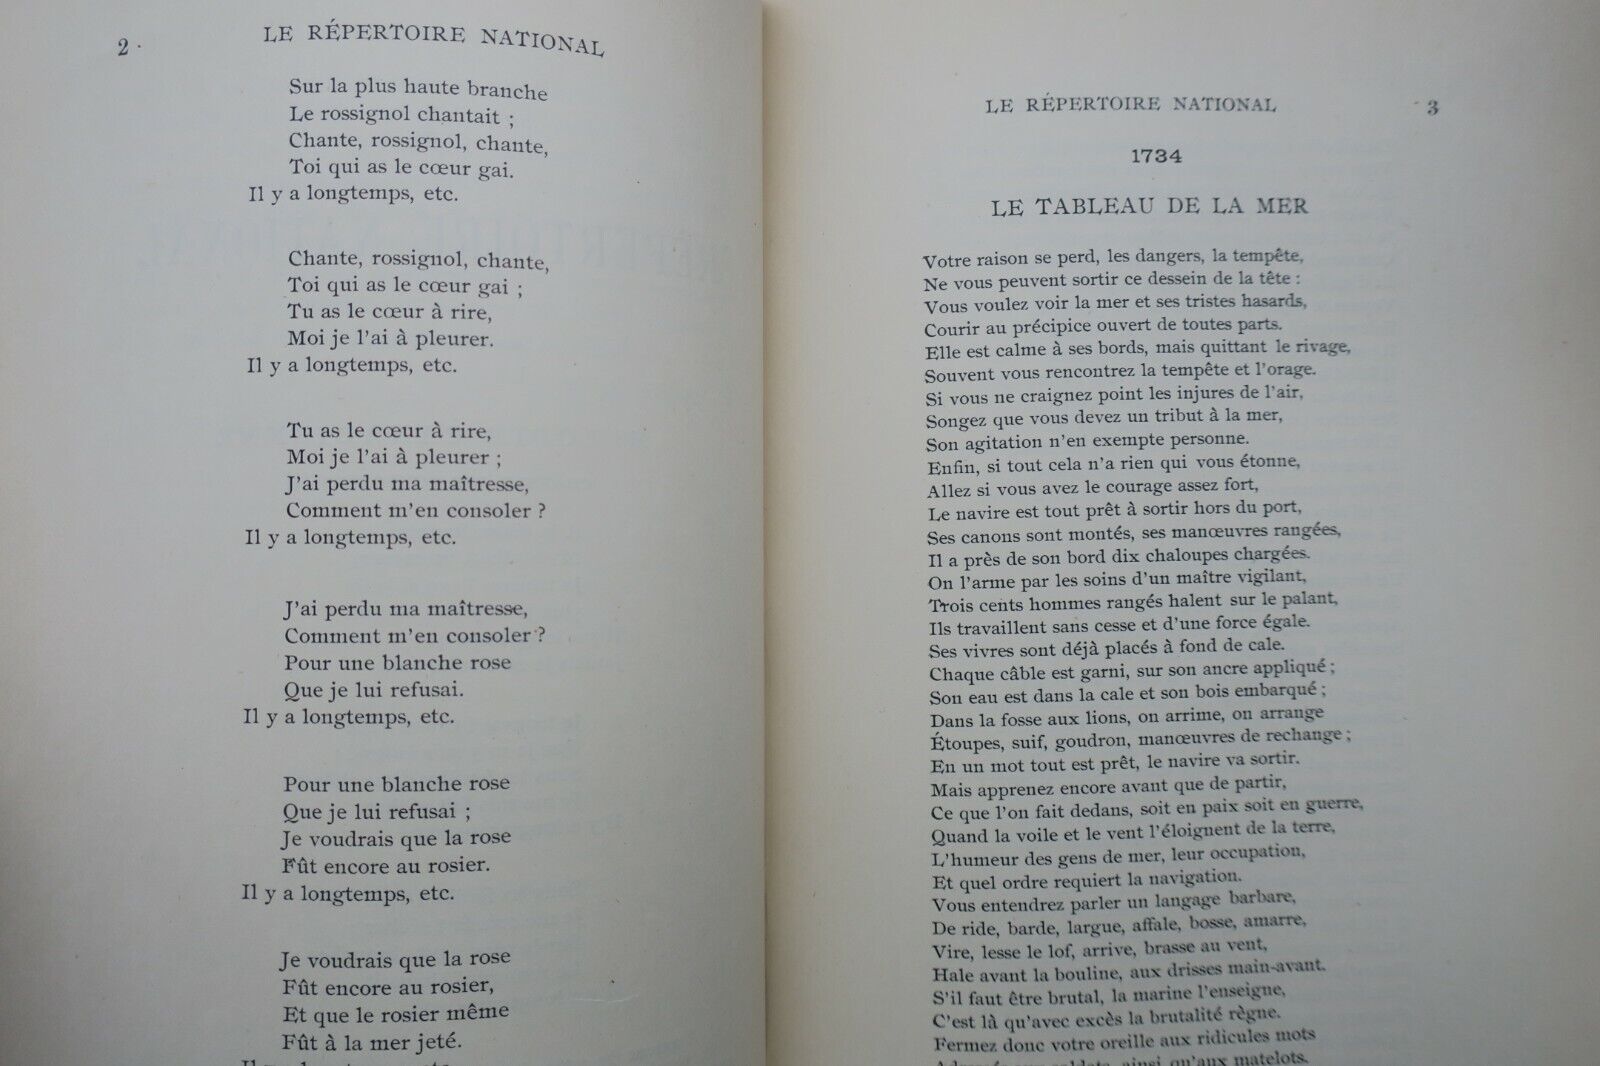 2
LE RÉPERTOIRE NATIONAL
Sur la plus haute branche
Le rossignol chantait ;
Chante, rossignol, chante,
Toi qui as le cœur gai.
Il y a longtemps, etc.
Chante, rossignol, chante,
Toi qui as le cœur gai ;
Tu as le cœur à rire,
Moi je l'ai à pleurer.
Il y a longtemps, etc.
Tu as le cœur à rire,
Moi je l'ai à pleurer ;
J'ai perdu ma maîtresse,
Comment m'en consoler ?
Il y a longtemps, etc.
J'ai perdu ma maîtresse,
Comment m'en consoler ?
Pour une blanche rose
Que je lui refusai.
Il y a longtemps, etc.
Pour une blanche rose
Que je lui refusai ;
Je voudrais que la rose
Fût encore au rosier.
Il y a longtemps, etc.
Je voudrais que la rose
Fût encore au rosier,
Et que le rosier même
Fût à la mer jeté.
Il y a longtemps, etc.
LE RÉPERTOIRE NATIONAL
3
1734
LE TABLEAU DE LA MER
Votre raison se perd, les dangers, la tempête,
Ne vous peuvent sortir ce dessein de la tête :
Vous voulez voir la mer et ses tristes hasards,
Courir au précipice ouvert de toutes parts.
Elle est calme à ses bords, mais quittant le rivage,
Souvent vous rencontrez la tempête et l'orage.
Si vous ne craignez point les injures de l'air,
Songez que vous devez un tribut à la mer,
Son agitation n'en exempte personne.
Enfin, si tout cela n'a rien qui vous étonne,
Allez si vous avez le courage assez fort,
Le navire est tout prêt à sortir hors du port,
Ses canons sont montés, ses manœuvres rangées,
Il a près de son bord dix chaloupes chargées.
On l'arme par les soins d'un maître vigilant,
Trois cents hommes rangés halent sur le palant,
Ils travaillent sans cesse et d'une force égale.
Ses vivres sont déjà placés à fond de cale.
Chaque câble est garni, sur son ancre appliqué ;
Son eau est dans la cale et son bois embarqué ;
Dans la fosse aux lions, on arrime, on arrange
Étoupes, suif, goudron, manœuvres de rechange ;
En un mot tout est prêt, le navire va sortir.
Mais apprenez encore avant que de partir,
Ce que l'on fait dedans, soit en paix soit en guerre,
Quand la voile et le vent l'éloignent de la terre,
L'humeur des gens de mer, leur occupation,
Et quel ordre requiert la navigation.
Vous entendrez parler un langage barbare,
De ride, barde, largue, affale, bosse, amarre,
Vire, lesse le lof, arrive, brasse au vent,
Hale avant la bouline, aux drisses main-avant.
S'il faut être brutal, la marine l'enseigne,
C'est là qu'avec excès la brutalité règne.
Fermez donc votre oreille aux ridicules mots
soldats, ainsi qu'aux matelots.